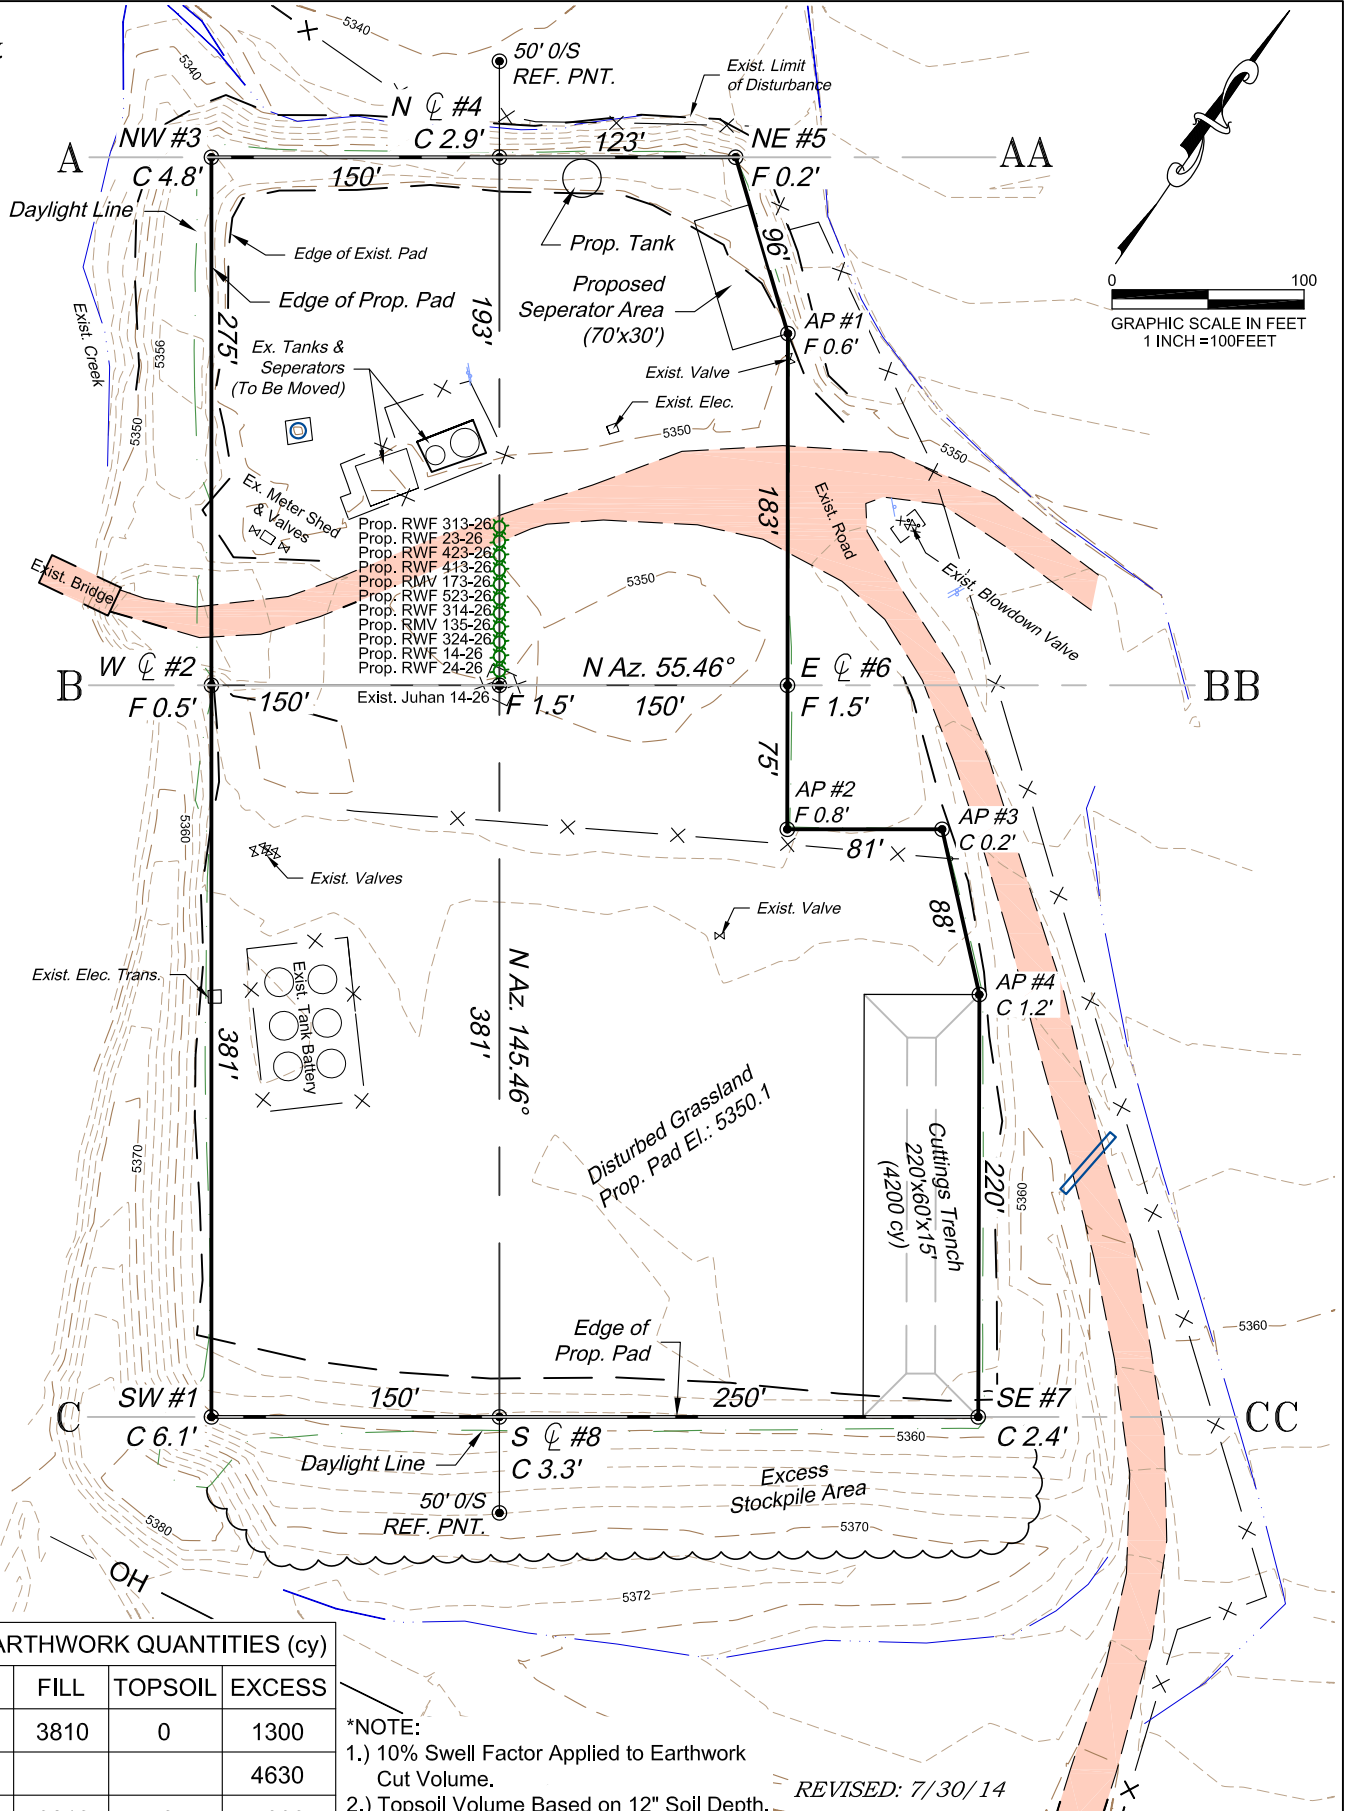 5340
5340
50' O/S
REF. PNT.
Exist. Limit
of Disturbance
N ℄ #4
C 2.9'
NW #3
C 4.8'
A
AA
150'
123'
NE #5
F 0.2'
Daylight Line
Edge of Exist. Pad
Edge of Prop. Pad
Prop. Tank
Proposed
Seperator Area
(70'x30')
96'
AP #1
F 0.6'
0
100
GRAPHIC SCALE IN FEET
1 INCH =100FEET
Exist. Creek
5356
5350
275'
193'
Ex. Tanks &
Seperators
(To Be Moved)
Exist. Valve
Exist. Elec.
5350
5350
Ex. Meter Shed
& Valves
183'
Exist. Road
Exist. Bridge
Prop. RWF 313-26
Prop. RWF 23-26
Prop. RWF 423-26
Prop. RWF 413-26
Prop. RMV 173-26
Prop. RWF 523-26
Prop. RWF 314-26
Prop. RMV 135-26
Prop. RWF 324-26
Prop. RWF 14-26
Prop. RWF 24-26
Exist. Juhan 14-26
5350
Exist. Blowdown Valve
B
BB
W ℄ #2
F 0.5'
150'
F 1.5'
N Az. 55.46°
150'
E ℄ #6
F 1.5'
75'
AP #2
F 0.8'
81'
AP #3
C 0.2'
88'
5360
Exist. Valves
Exist. Valve
Exist. Elec. Trans.
Exist. Tank Battery
N Az. 145.46°
381'
381'
AP #4
C 1.2'
Disturbed Grassland
Prop. Pad El.: 5350.1
Cuttings Trench
220'x60'x15'
(4200 cy)
220'
5360
5370
5360
Edge of
Prop. Pad
SW #1
C 6.1'
C
CC
150'
250'
S ℄ #8
C 3.3'
SE #7
C 2.4'
5360
Daylight Line
50' O/S
REF. PNT.
Excess
Stockpile Area
5370
5380
5372
OH
ARTHWORK QUANTITIES (cy)
FILL TOPSOIL EXCESS
3810 0 1300
4630
*NOTE:
1.) 10% Swell Factor Applied to Earthwork
Cut Volume.
2.) Topsoil Volume Based on 12" Soil Depth.
REVISED: 7/30/14